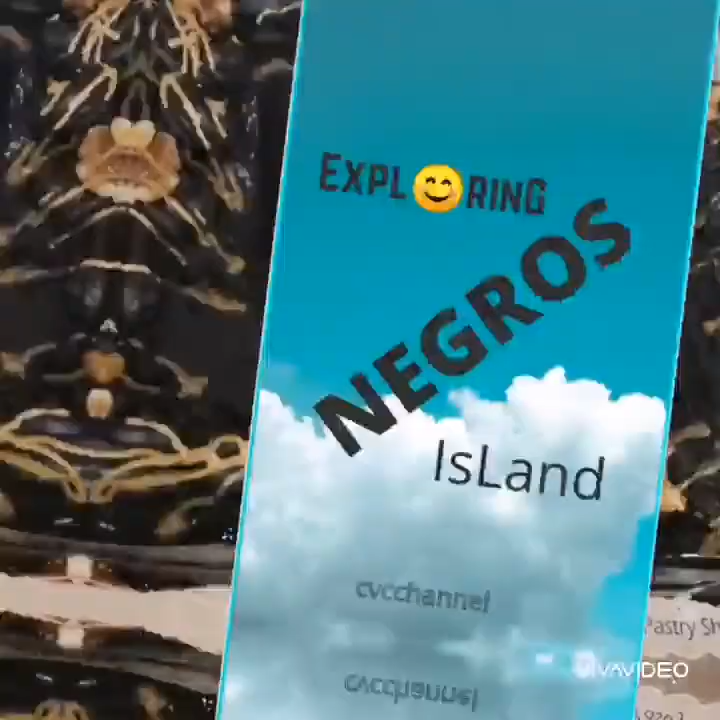 EXPL😊RING
NEGROS
IsLand
cvcchannel
cvcchannel
Pastry Sh
VIVAVIDEO